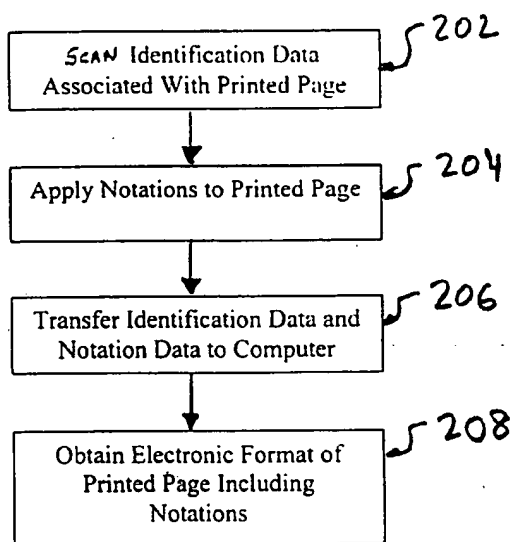 202
SCAN Identification Data
Associated With Printed Page
204
Apply Notations to Printed Page
206
Transfer Identification Data and
Notation Data to Computer
208
Obtain Electronic Format of
Printed Page Including
Notations